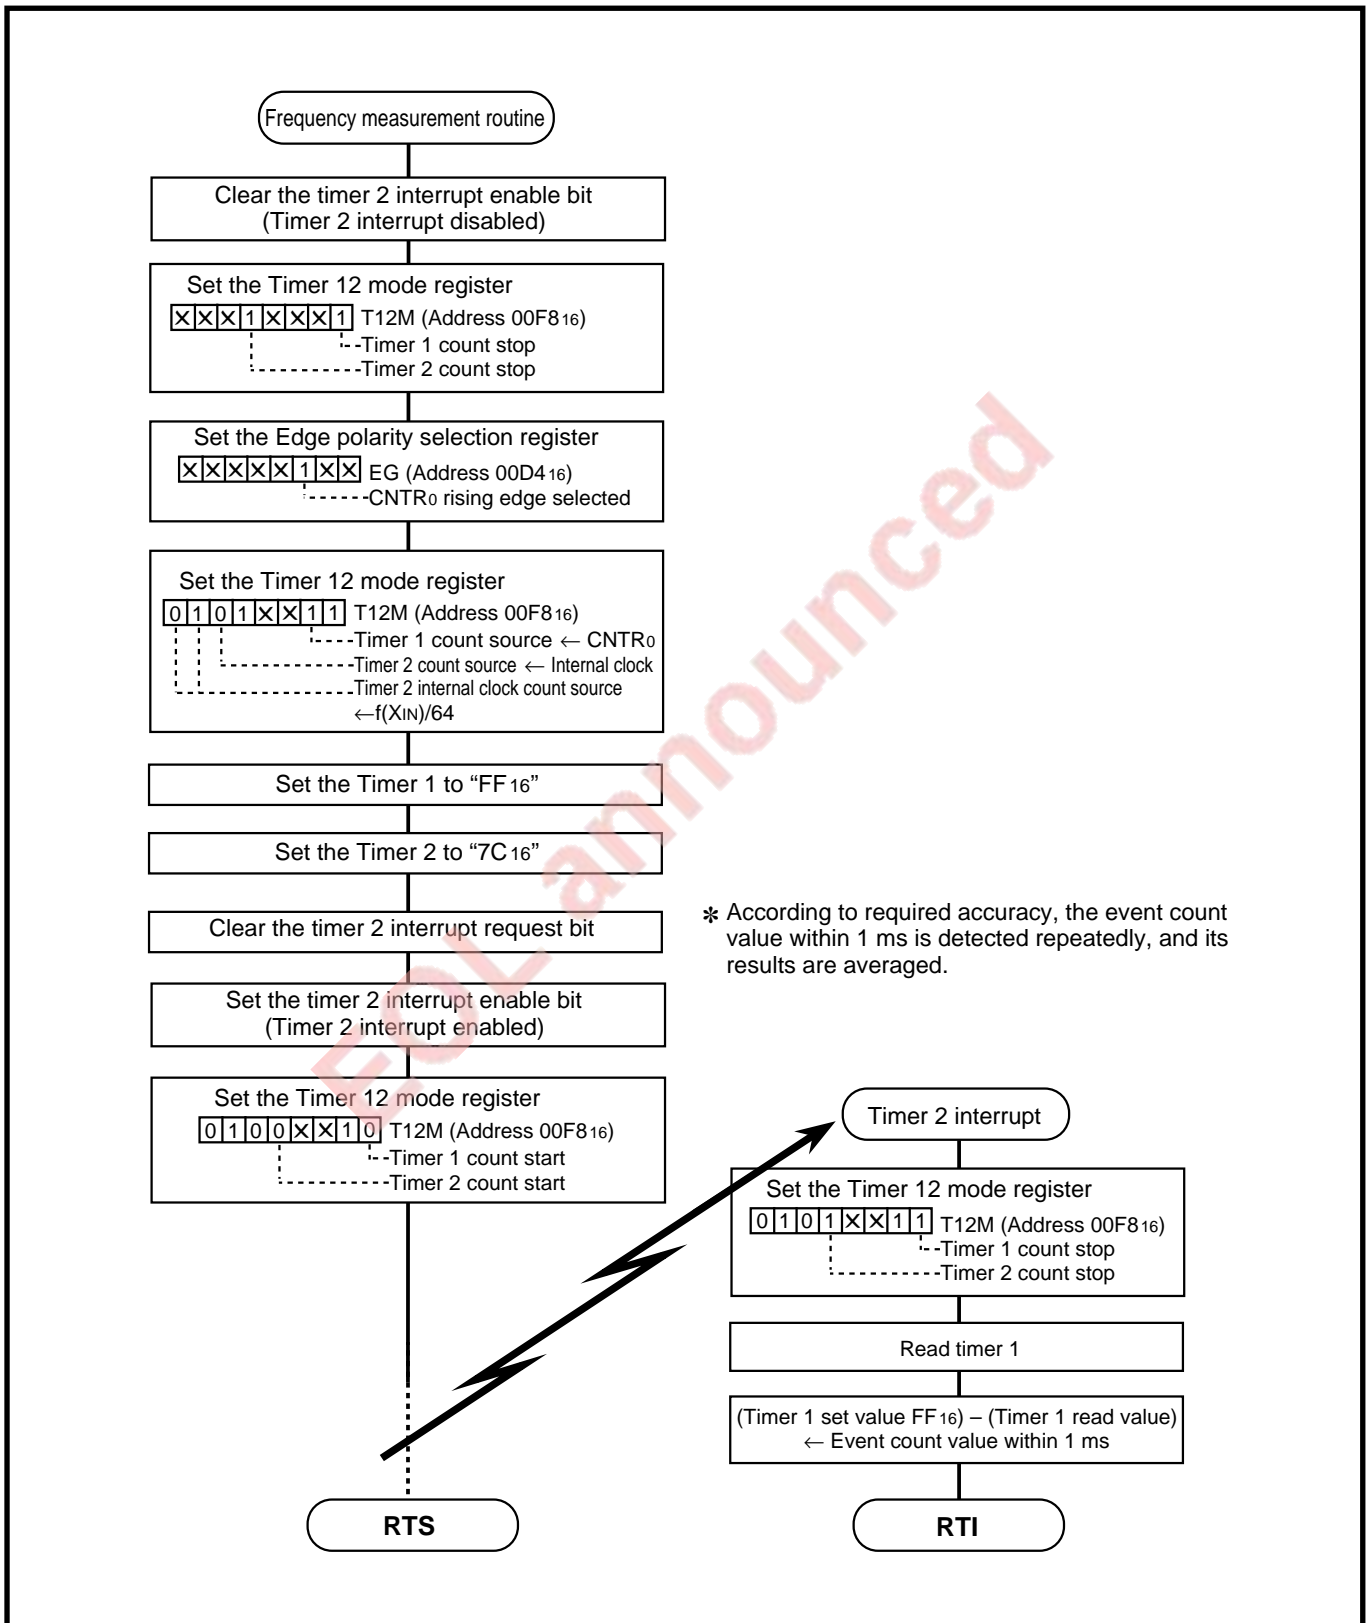 Frequency measurement routine
Clear the timer 2 interrupt enable bit
(Timer 2 interrupt disabled)
Set the Timer 12 mode register
X X X 1 X X X 1 T12M (Address 00F816)
Timer 1 count stop
Timer 2 count stop
Set the Edge polarity selection register
X X X X X 1 X X EG (Address 00D416)
CNTR0 rising edge selected
Set the Timer 12 mode register
0 1 0 1 X X 1 1 T12M (Address 00F816)
Timer 1 count source ← CNTR0
Timer 2 count source ← Internal clock
Timer 2 internal clock count source
←f(XIN)/64
Set the Timer 1 to “FF16”
Set the Timer 2 to “7C16”
Clear the timer 2 interrupt request bit
Set the timer 2 interrupt enable bit
(Timer 2 interrupt enabled)
Set the Timer 12 mode register
0 1 0 0 X X 1 0 T12M (Address 00F816)
Timer 1 count start
Timer 2 count start
RTS
✽ According to required accuracy, the event count
value within 1 ms is detected repeatedly, and its
results are averaged.
Timer 2 interrupt
Set the Timer 12 mode register
0 1 0 1 X X 1 1 T12M (Address 00F816)
Timer 1 count stop
Timer 2 count stop
Read timer 1
(Timer 1 set value FF16) – (Timer 1 read value)
← Event count value within 1 ms
RTI
EOL announced